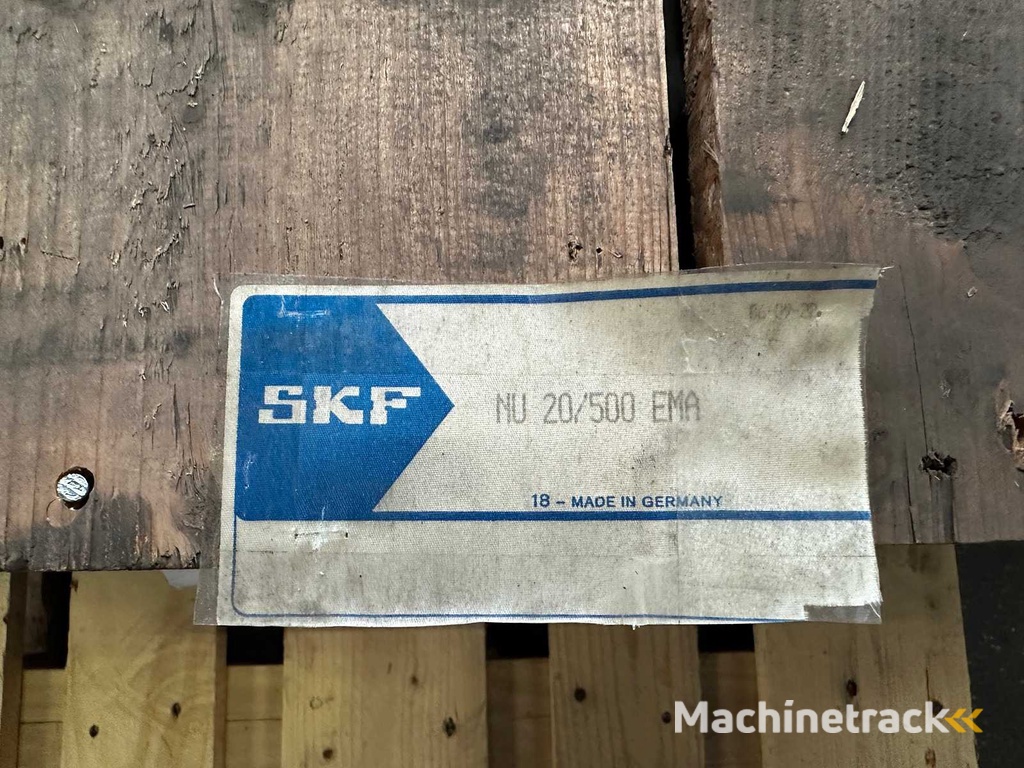 SKF
NU 20/500 EMA
18 – MADE IN GERMANY
Machinetrack